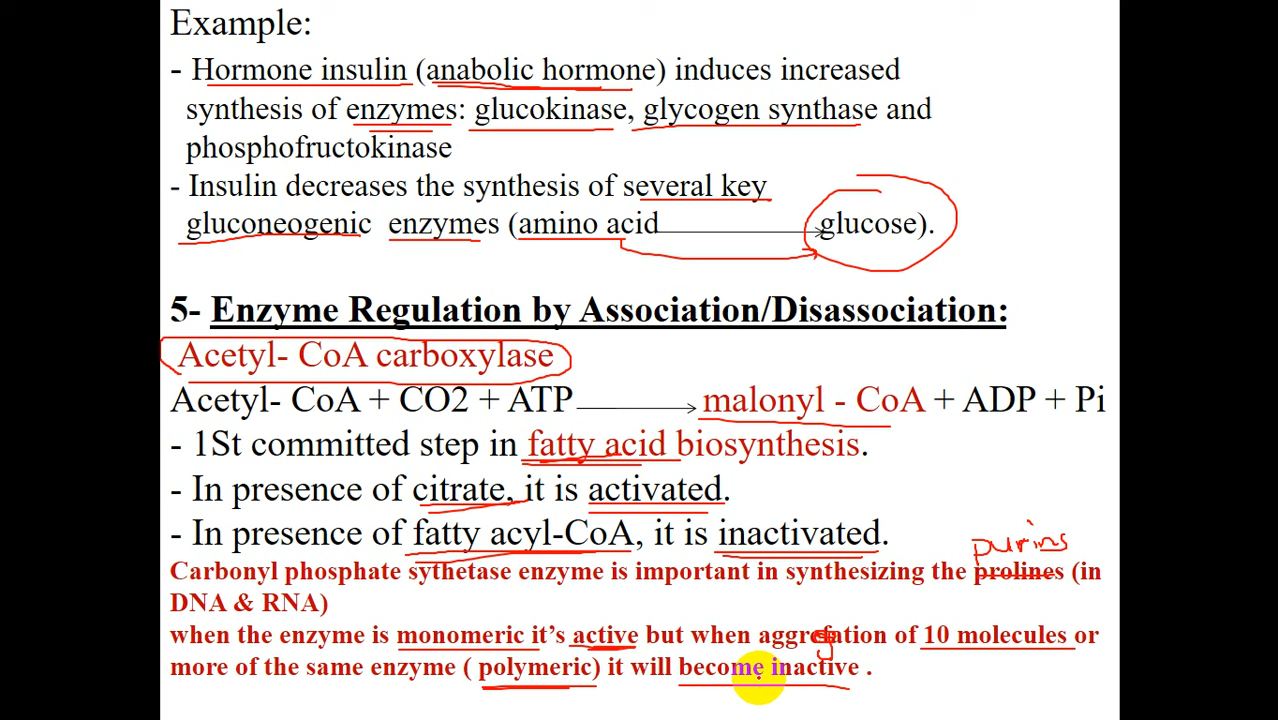 Example:
- Hormone insulin (anabolic hormone) induces increased
synthesis of enzymes: glucokinase, glycogen synthase and
phosphofructokinase
- Insulin decreases the synthesis of several key
gluconeogenic enzymes (amino acid glucose).
5- Enzyme Regulation by Association/Disassociation:
Acetyl- CoA carboxylase
Acetyl- CoA + CO2 + ATP malonyl - CoA + ADP + Pi
- 1St committed step in fatty acid biosynthesis.
- In presence of citrate, it is activated.
- In presence of fatty acyl-CoA, it is inactivated.
purins
Carbonyl phosphate sythetase enzyme is important in synthesizing the prolines (in
DNA & RNA)
when the enzyme is monomeric it's active but when aggregation of 10 molecules or
more of the same enzyme ( polymeric) it will become inactive .